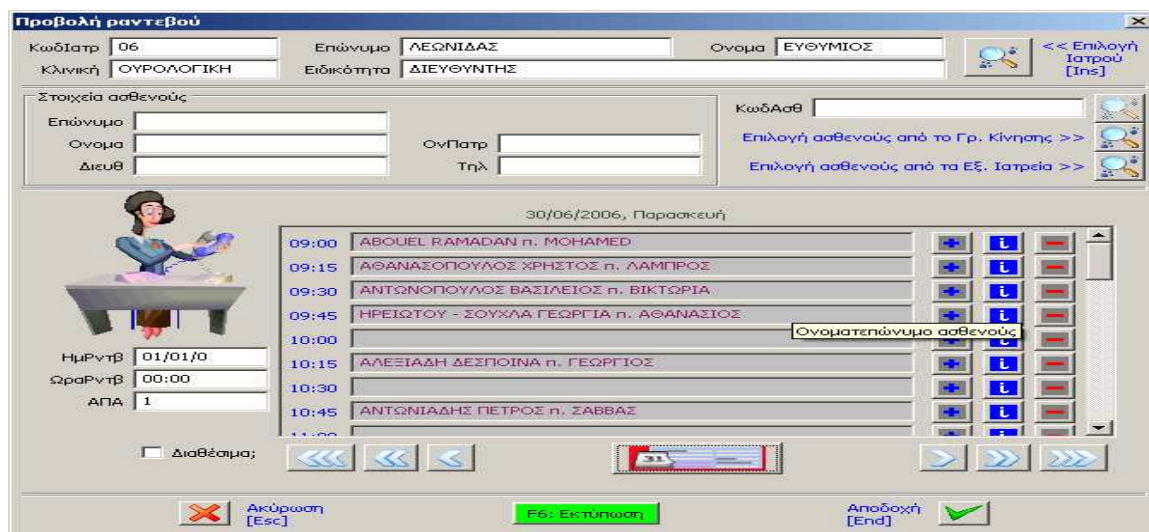 Προβολή ραντεβού
ΚωδΙατρ 06 Επώνυμο ΛΕΩΝΙΔΑΣ Ονομα ΕΥΘΥΜΙΟΣ << Επιλογή Ιατρού [Ins]
Κλινική ΟΥΡΟΛΟΓΙΚΗ Ειδικότητα ΔΙΕΥΘΥΝΤΗΣ
Στοιχεία ασθενούς
Επώνυμο ΚωδΑσθ
Ονομα ΟνΠατρ Επιλογή ασθενούς από το Γρ. Κίνησης >>
Διευθ Τηλ Επιλογή ασθενούς από τα Εξ. Ιατρεία >>
30/06/2006, Παρασκευή
09:00 ABOUEL RAMADAN π. MOHAMED
09:15 ΑΘΑΝΑΣΟΠΟΥΛΟΣ ΧΡΗΣΤΟΣ π. ΛΑΜΠΡΟΣ
09:30 ΑΝΤΩΝΟΠΟΥΛΟΣ ΒΑΣΙΛΕΙΟΣ π. ΒΙΚΤΩΡΙΑ
09:45 ΗΡΕΙΩΤΟΥ - ΣΟΥΧΛΑ ΓΕΩΡΓΙΑ π. ΑΘΑΝΑΣΙΟΣ
Ονοματεπώνυμο ασθενούς
10:00
10:15 ΑΛΕΞΙΑΔΗ ΔΕΣΠΟΙΝΑ π. ΓΕΩΡΓΙΟΣ
10:30
10:45 ΑΝΤΩΝΙΑΔΗΣ ΠΕΤΡΟΣ π. ΣΑΒΒΑΣ
ΗμΡντβ 01/01/0
ΩραΡντβ 00:00
ΑΠΑ 1
Διαθέσιμα;
31
Ακύρωση [Esc] F6: Εκτύπωση Αποδοχή [End]